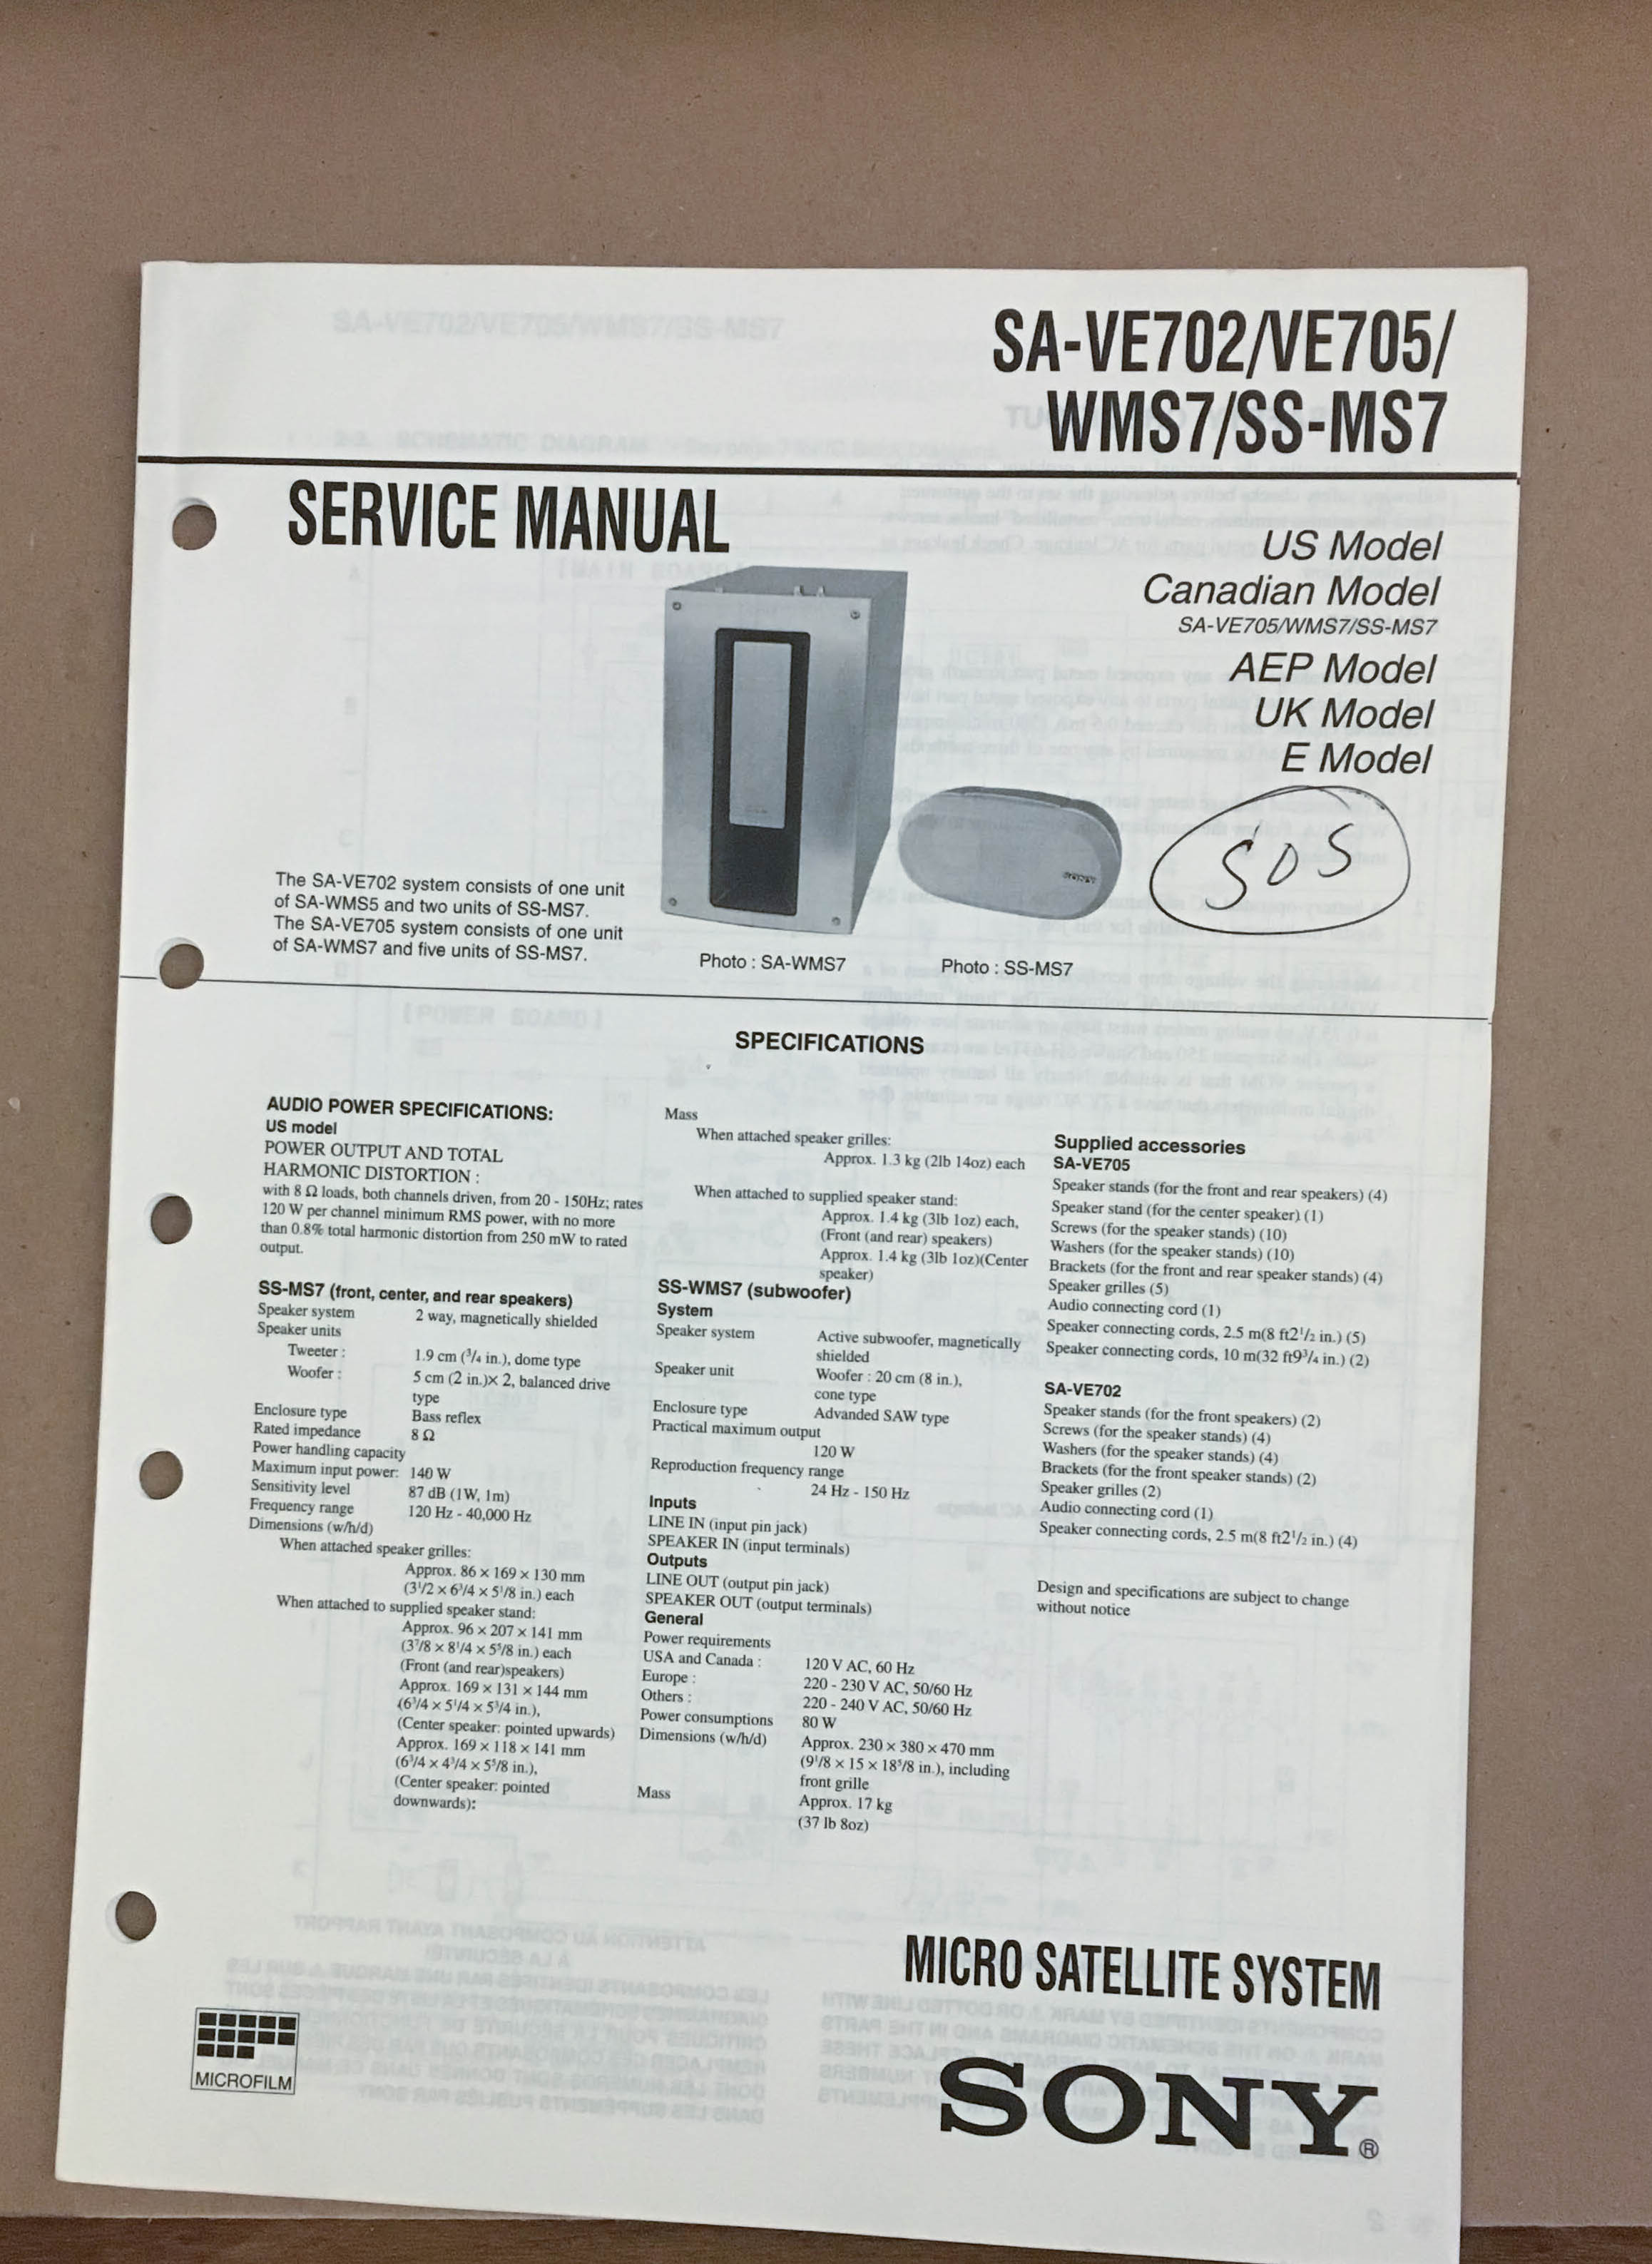 SA-VE702/VE705/
WMS7/SS-MS7
SERVICE MANUAL
US Model
Canadian Model
SA-VE705/WMS7/SS-MS7
AEP Model
UK Model
E Model
SOS
SONY
The SA-VE702 system consists of one unit
of SA-WMS5 and two units of SS-MS7.
The SA-VE705 system consists of one unit
of SA-WMS7 and five units of SS-MS7.
Photo : SA-WMS7
Photo : SS-MS7
SPECIFICATIONS
AUDIO POWER SPECIFICATIONS:
US model
POWER OUTPUT AND TOTAL
HARMONIC DISTORTION :
with 8 Ω loads, both channels driven, from 20 - 150Hz; rates
120 W per channel minimum RMS power, with no more
than 0.8% total harmonic distortion from 250 mW to rated
output.
SS-MS7 (front, center, and rear speakers)
Speaker system 2 way, magnetically shielded
Speaker units
Tweeter : 1.9 cm (3/4 in.), dome type
Woofer : 5 cm (2 in.)× 2, balanced drive
type
Enclosure type Bass reflex
Rated impedance 8 Ω
Power handling capacity
Maximum input power: 140 W
Sensitivity level 87 dB (1W, 1m)
Frequency range 120 Hz - 40,000 Hz
Dimensions (w/h/d)
When attached speaker grilles:
Approx. 86 × 169 × 130 mm
(3 1/2 × 6 3/4 × 5 1/8 in.) each
When attached to supplied speaker stand:
Approx. 96 × 207 × 141 mm
(3 7/8 × 8 1/4 × 5 5/8 in.) each
(Front (and rear)speakers)
Approx. 169 × 131 × 144 mm
(6 3/4 × 5 1/4 × 5 3/4 in.),
(Center speaker: pointed upwards)
Approx. 169 × 118 × 141 mm
(6 3/4 × 4 3/4 × 5 5/8 in.),
(Center speaker: pointed
downwards):
Mass
When attached speaker grilles:
Approx. 1.3 kg (2lb 14oz) each
When attached to supplied speaker stand:
Approx. 1.4 kg (3lb 1oz) each,
(Front (and rear) speakers)
Approx. 1.4 kg (3lb 1oz)(Center
speaker)
SS-WMS7 (subwoofer)
System
Speaker system Active subwoofer, magnetically
shielded
Speaker unit Woofer : 20 cm (8 in.),
cone type
Enclosure type Advanded SAW type
Practical maximum output
120 W
Reproduction frequency range
24 Hz - 150 Hz
Inputs
LINE IN (input pin jack)
SPEAKER IN (input terminals)
Outputs
LINE OUT (output pin jack)
SPEAKER OUT (output terminals)
General
Power requirements
USA and Canada : 120 V AC, 60 Hz
Europe : 220 - 230 V AC, 50/60 Hz
Others : 220 - 240 V AC, 50/60 Hz
Power consumptions 80 W
Dimensions (w/h/d) Approx. 230 × 380 × 470 mm
(9 1/8 × 15 × 18 5/8 in.), including
front grille
Mass Approx. 17 kg
(37 lb 8oz)
Supplied accessories
SA-VE705
Speaker stands (for the front and rear speakers) (4)
Speaker stand (for the center speaker) (1)
Screws (for the speaker stands) (10)
Washers (for the speaker stands) (10)
Brackets (for the front and rear speaker stands) (4)
Speaker grilles (5)
Audio connecting cord (1)
Speaker connecting cords, 2.5 m(8 ft2 1/2 in.) (5)
Speaker connecting cords, 10 m(32 ft9 3/4 in.) (2)
SA-VE702
Speaker stands (for the front speakers) (2)
Screws (for the speaker stands) (4)
Washers (for the speaker stands) (4)
Brackets (for the front speaker stands) (2)
Speaker grilles (2)
Audio connecting cord (1)
Speaker connecting cords, 2.5 m(8 ft2 1/2 in.) (4)
Design and specifications are subject to change
without notice
MICROFILM
MICRO SATELLITE SYSTEM
SONY®